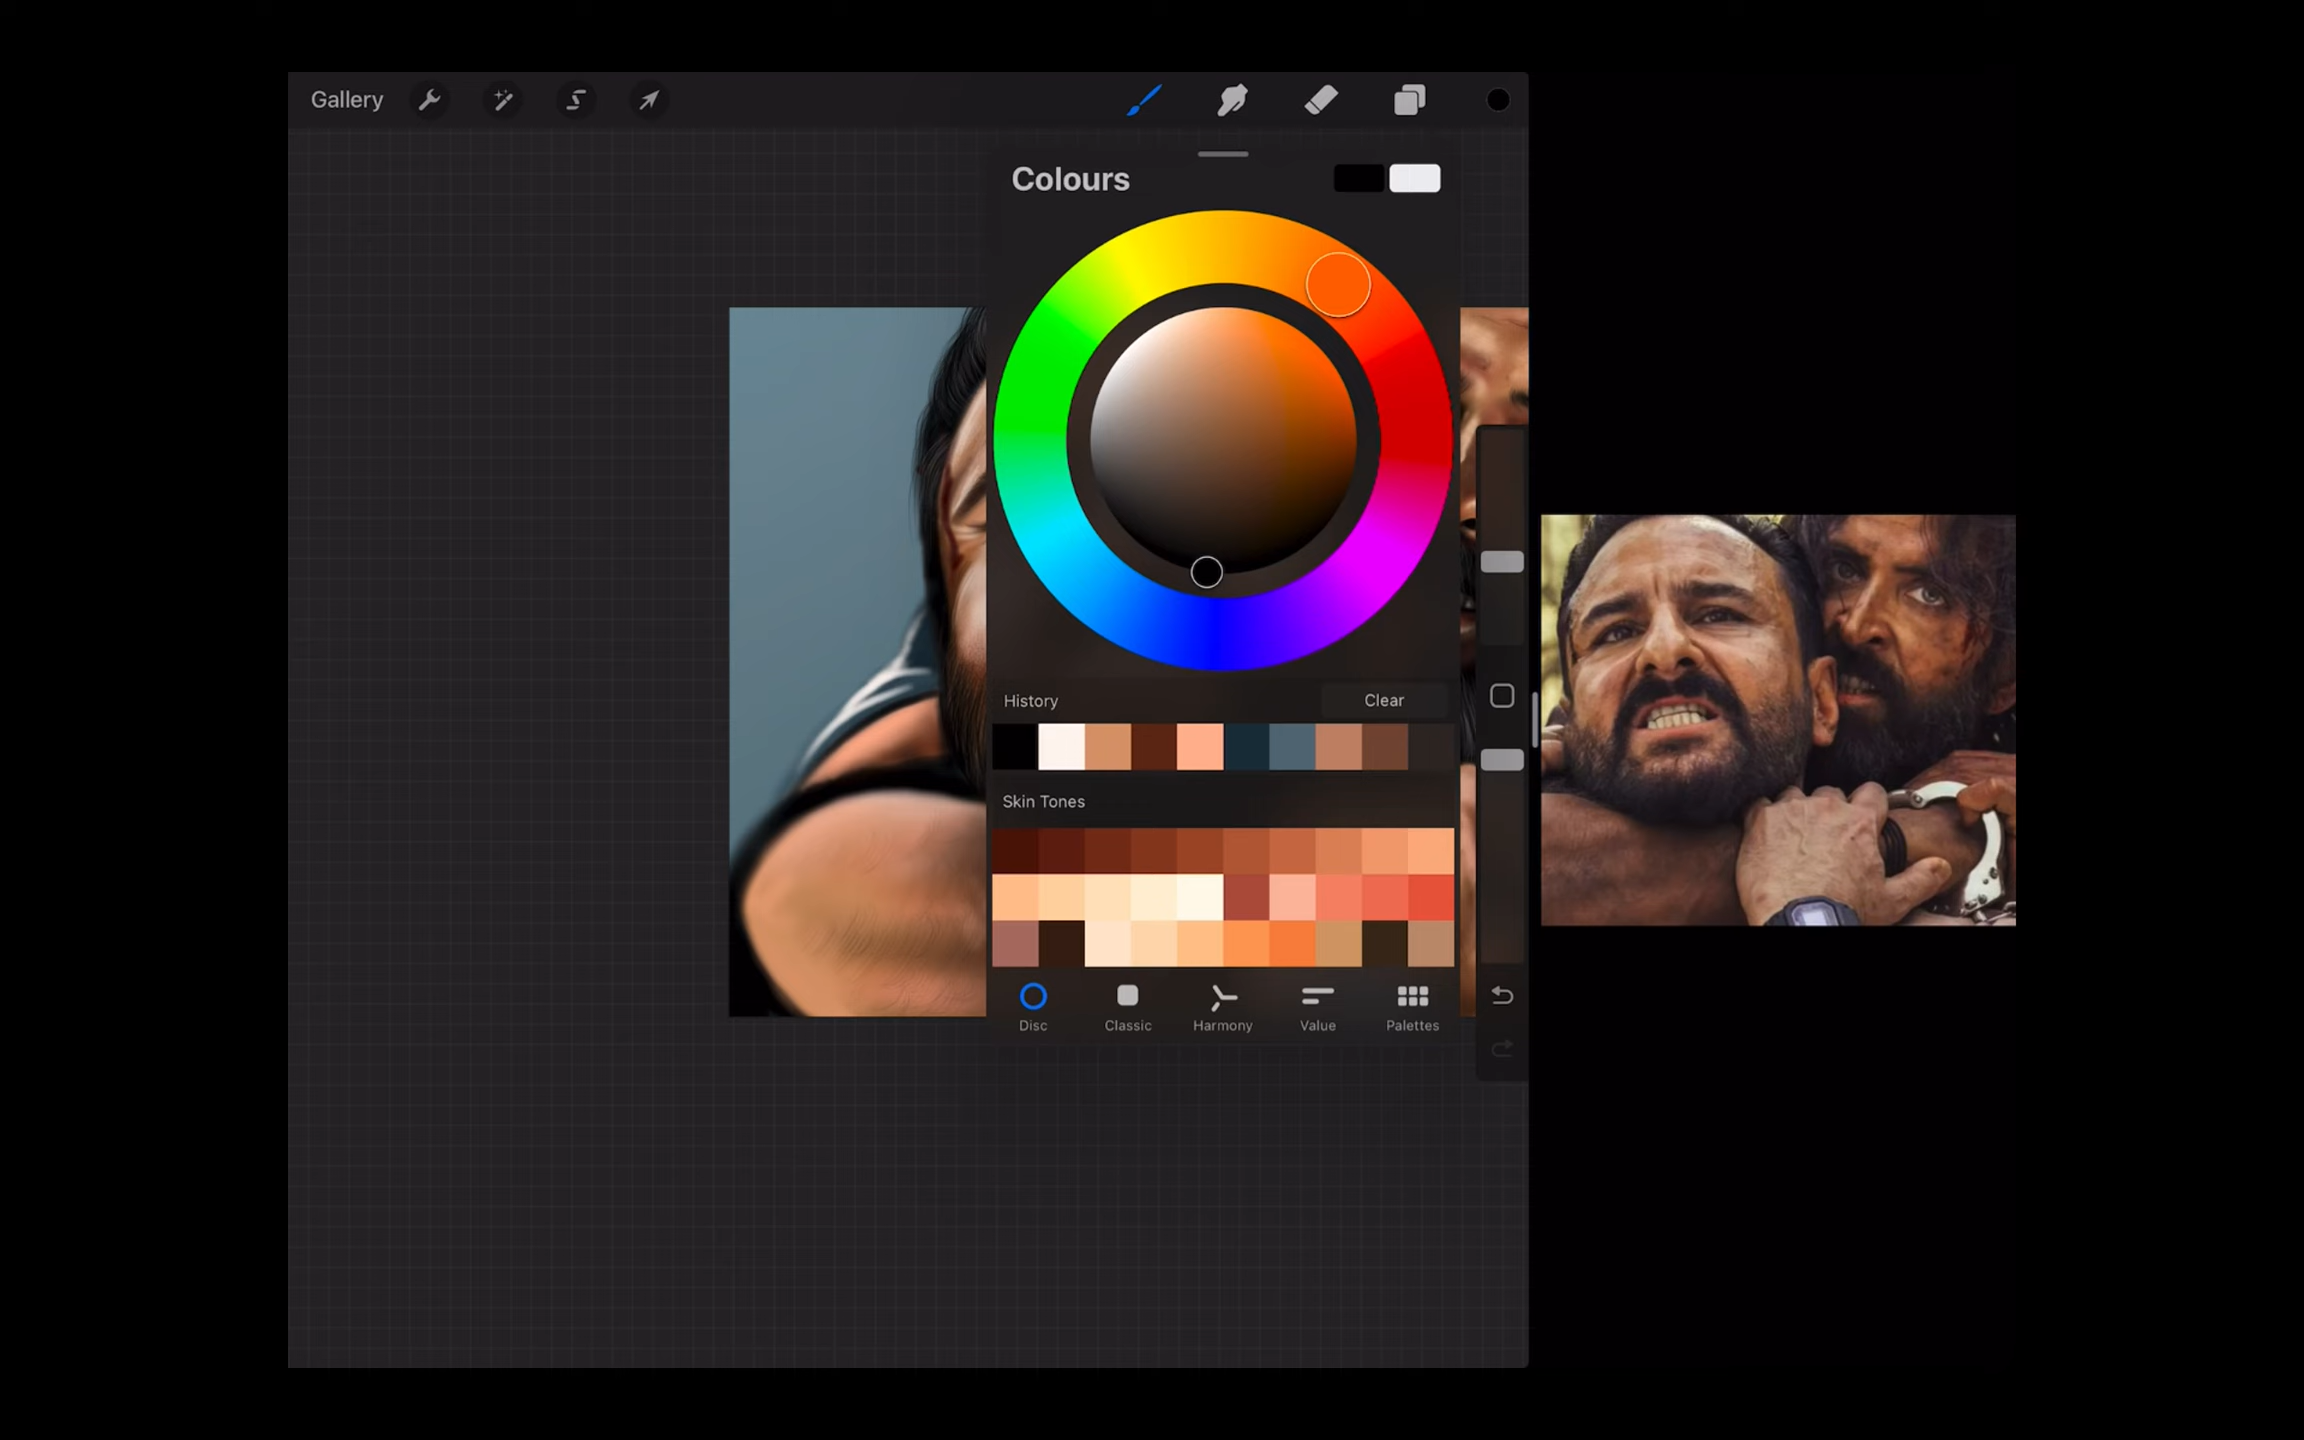 Gallery
Colours
History Clear
Skin Tones
Disc Classic Harmony Value Palettes